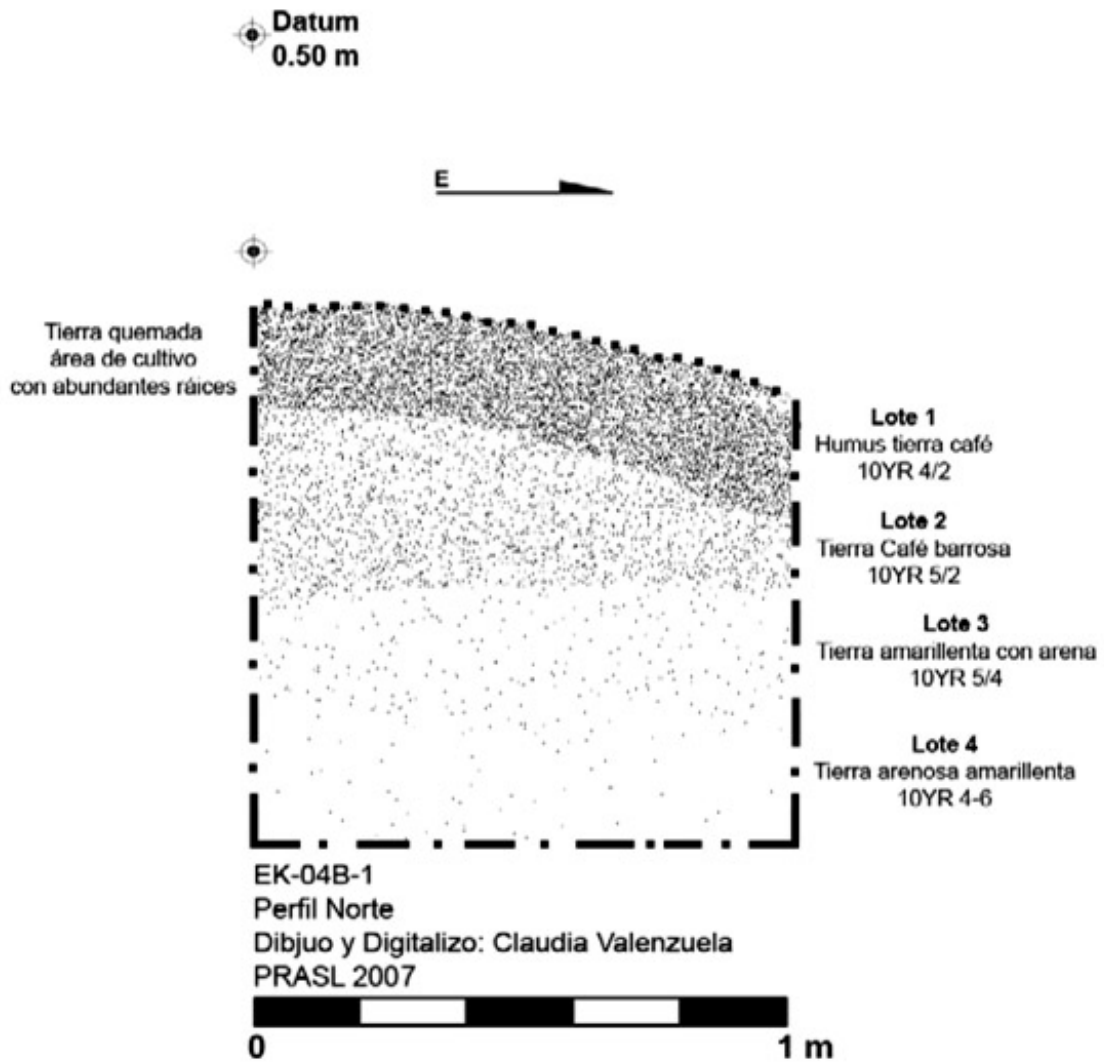 Datum
0.50 m
E
Tierra quemada
área de cultivo
con abundantes ráices
Lote 1
Humus tierra café
10YR 4/2
Lote 2
Tierra Café barrosa
10YR 5/2
Lote 3
Tierra amarillenta con arena
10YR 5/4
Lote 4
Tierra arenosa amarillenta
10YR 4-6
EK-04B-1
Perfil Norte
Dibjuo y Digitalizo: Claudia Valenzuela
PRASL 2007
0 1 m